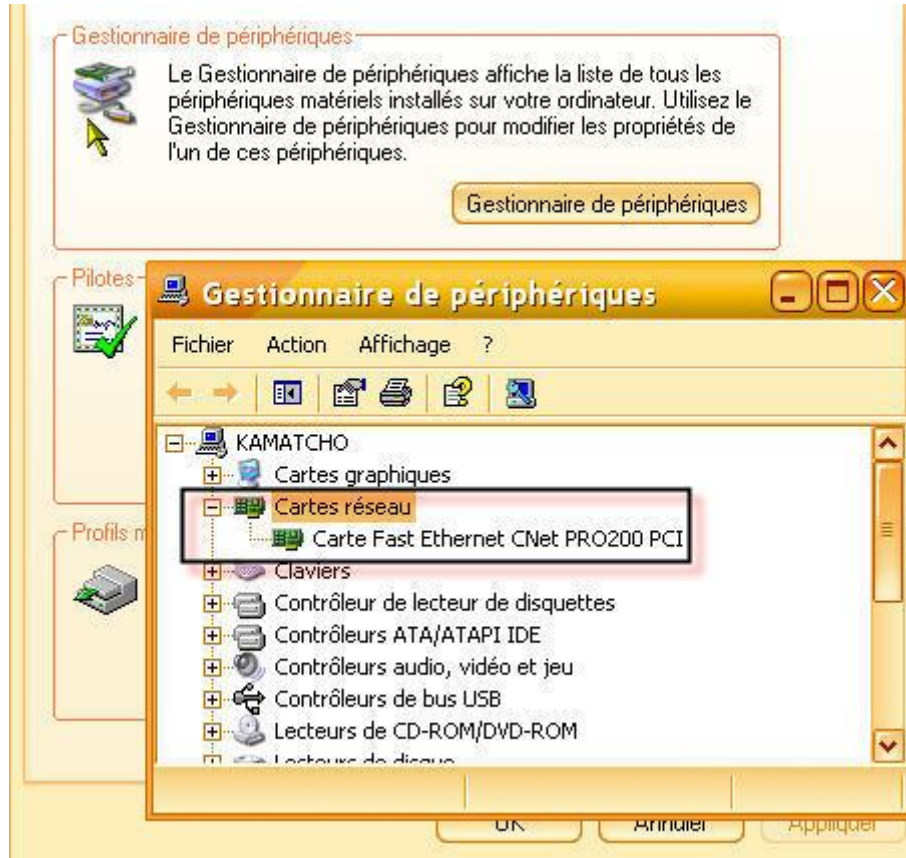 Gestionnaire de périphériques
Le Gestionnaire de périphériques affiche la liste de tous les
périphériques matériels installés sur votre ordinateur. Utilisez le
Gestionnaire de périphériques pour modifier les propriétés de
l'un de ces périphériques.
Gestionnaire de périphériques
Pilotes
Gestionnaire de périphériques
Fichier Action Affichage ?
KAMATCHO
Cartes graphiques
Cartes réseau
Carte Fast Ethernet CNet PRO200 PCI
Claviers
Profils m
Contrôleur de lecteur de disquettes
Contrôleurs ATA/ATAPI IDE
Contrôleurs audio, vidéo et jeu
Contrôleurs de bus USB
Lecteurs de CD-ROM/DVD-ROM
Lecteurs de disque
OK Annuler Appliquer